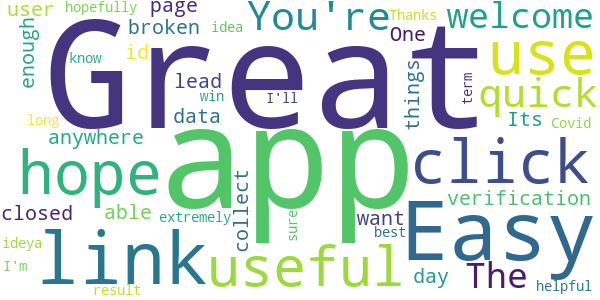 user hopefully page You're welcome
Thanks
enough broken idea One
Great use
know id
lead I'll term things quick
win
long data Its Covid
app
anywhere
hope click
collect
verification
closed able extremely sure want
best
ideya link useful Easy
day The
I'm
result helpful